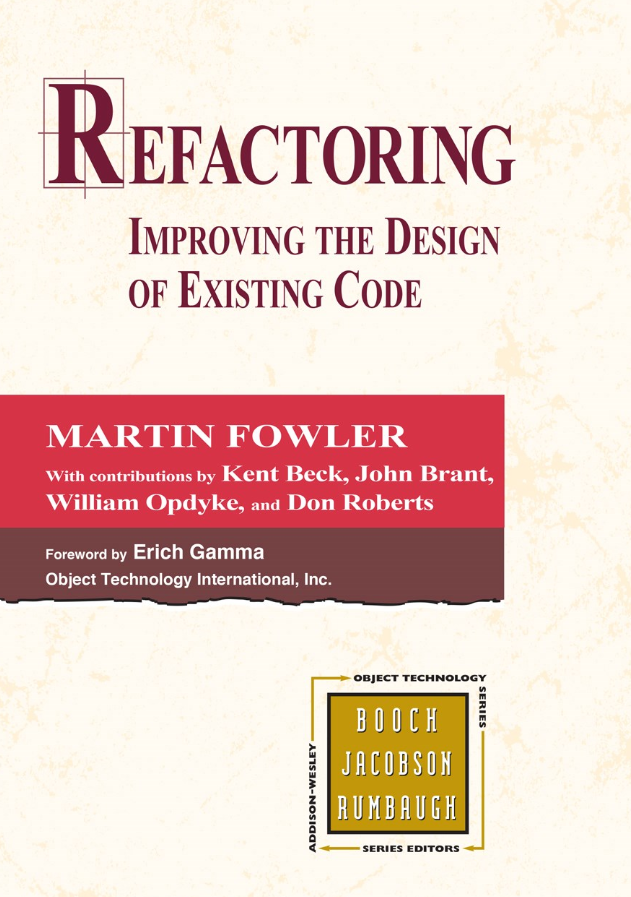 REFACTORING
IMPROVING THE DESIGN
OF EXISTING CODE
MARTIN FOWLER
With contributions by Kent Beck, John Brant,
William Opdyke, and Don Roberts
Foreword by Erich Gamma
Object Technology International, Inc.
OBJECT TECHNOLOGY
SERIES
BOOCH
JACOBSON
RUMBAUGH
ADDISON-WESLEY
SERIES EDITORS